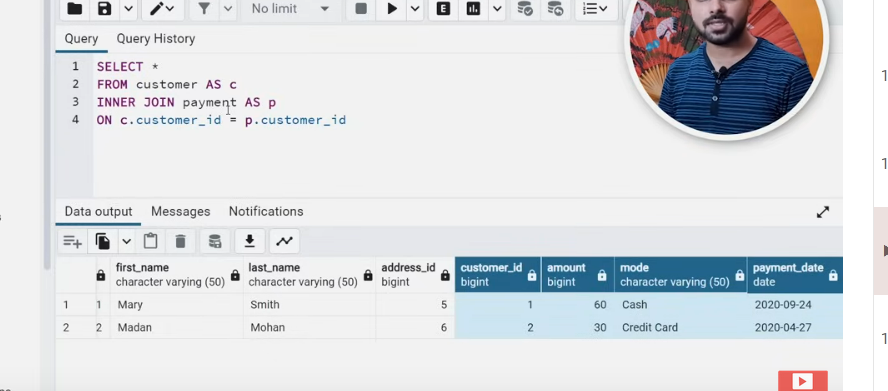 No limit
E
Query Query History
1 SELECT *
2 FROM customer AS c
3 INNER JOIN payment AS p
4 ON c.customer_id = p.customer_id
Data output Messages Notifications
first_name last_name address_id customer_id amount mode payment_date
character varying (50) character varying (50) bigint bigint bigint character varying (50) date
1 1 Mary Smith 5 1 60 Cash 2020-09-24
2 2 Madan Mohan 6 2 30 Credit Card 2020-04-27